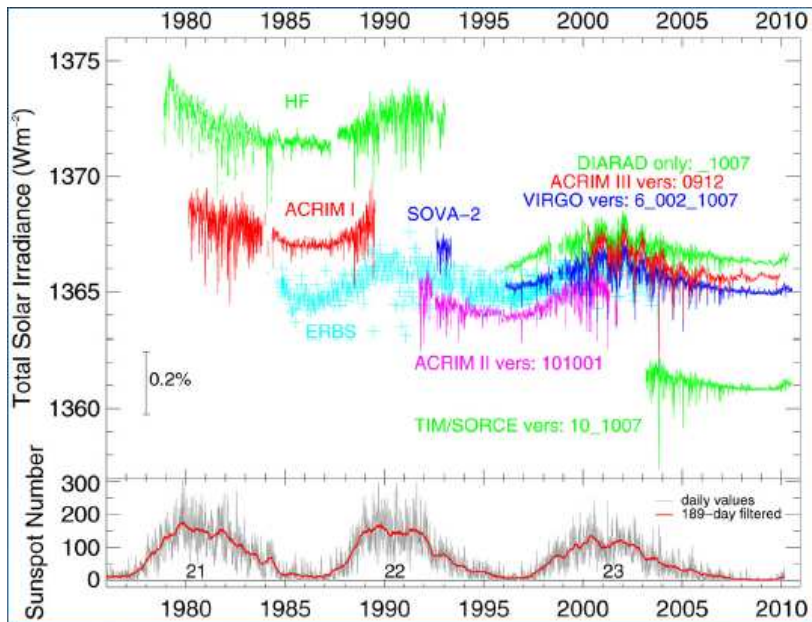 1980 1985 1990 1995 2000 2005 2010
Total Solar Irradiance (Wm⁻²)
1375
1370
1365
1360
HF
DIARAD only: _1007
ACRIM III vers: 0912
VIRGO vers: 6_002_1007
ACRIM I
SOVA-2
ERBS
ACRIM II vers: 101001
0.2%
TIM/SORCE vers: 10_1007
Sunspot Number
300
200
100
0
daily values
189-day filtered
21 22 23
1980 1985 1990 1995 2000 2005 2010